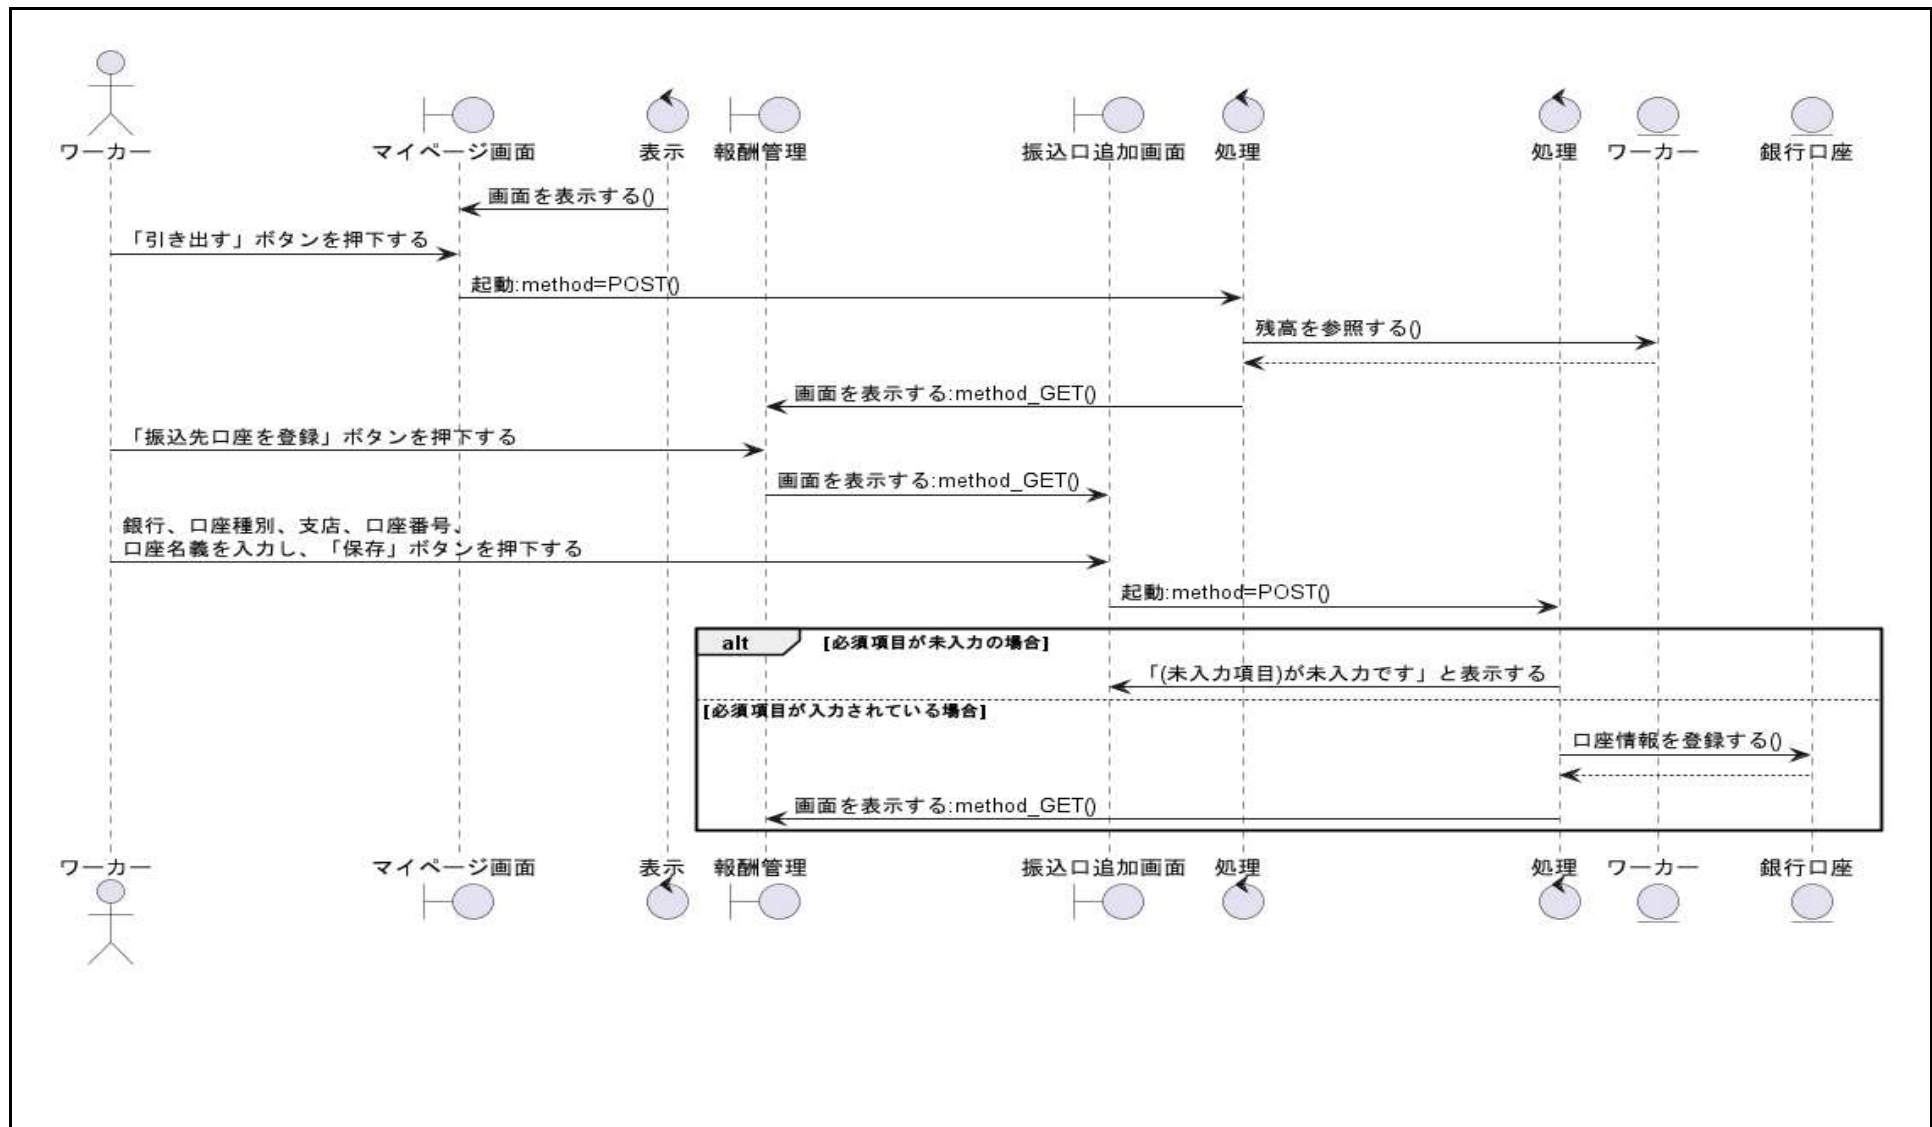 ワーカー
マイページ画面
表示
報酬管理
振込口追加画面
処理
処理
ワーカー
銀行口座
画面を表示する()
「引き出す」ボタンを押下する
起動:method=POST()
残高を参照する()
画面を表示する:method_GET()
「振込先口座を登録」ボタンを押下する
画面を表示する:method_GET()
銀行、口座種別、支店、口座番号、
口座名義を入力し、「保存」ボタンを押下する
起動:method=POST()
alt
[必須項目が未入力の場合]
「(未入力項目)が未入力です」と表示する
[必須項目が入力されている場合]
口座情報を登録する()
画面を表示する:method_GET()
ワーカー
マイページ画面
表示
報酬管理
振込口追加画面
処理
処理
ワーカー
銀行口座